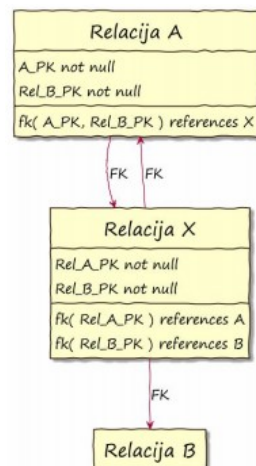 Relacija A
A_PK not null
Rel_B_PK not null
fk( A_PK, Rel_B_PK ) references X
FK
FK
Relacija X
Rel_A_PK not null
Rel_B_PK not null
fk( Rel_A_PK ) references A
fk( Rel_B_PK ) references B
FK
Relacija B